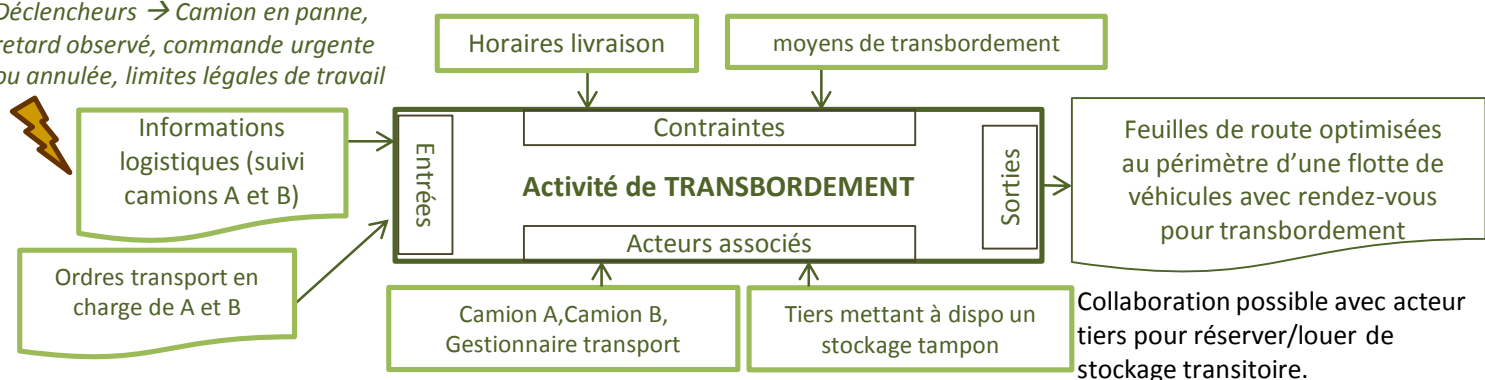 Déclencheurs → Camion en panne,
retard observé, commande urgente
ou annulée, limites légales de travail
Horaires livraison
moyens de transbordement
Informations
logistiques (suivi
camions A et B)
Ordres transport en
charge de A et B
Entrées
Contraintes
Activité de TRANSBORDEMENT
Acteurs associés
Sorties
Feuilles de route optimisées
au périmètre d’une flotte de
véhicules avec rendez-vous
pour transbordement
Camion A,Camion B,
Gestionnaire transport
Tiers mettant à dispo un
stockage tampon
Collaboration possible avec acteur
tiers pour réserver/louer de
stockage transitoire.